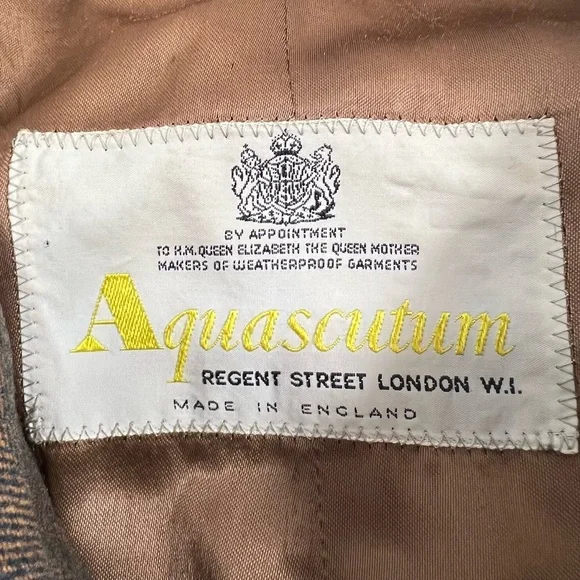 BY APPOINTMENT
TO H.M. QUEEN ELIZABETH THE QUEEN MOTHER
MAKERS OF WEATHERPROOF GARMENTS
Aquascutum
REGENT STREET LONDON W.I.
MADE IN ENGLAND